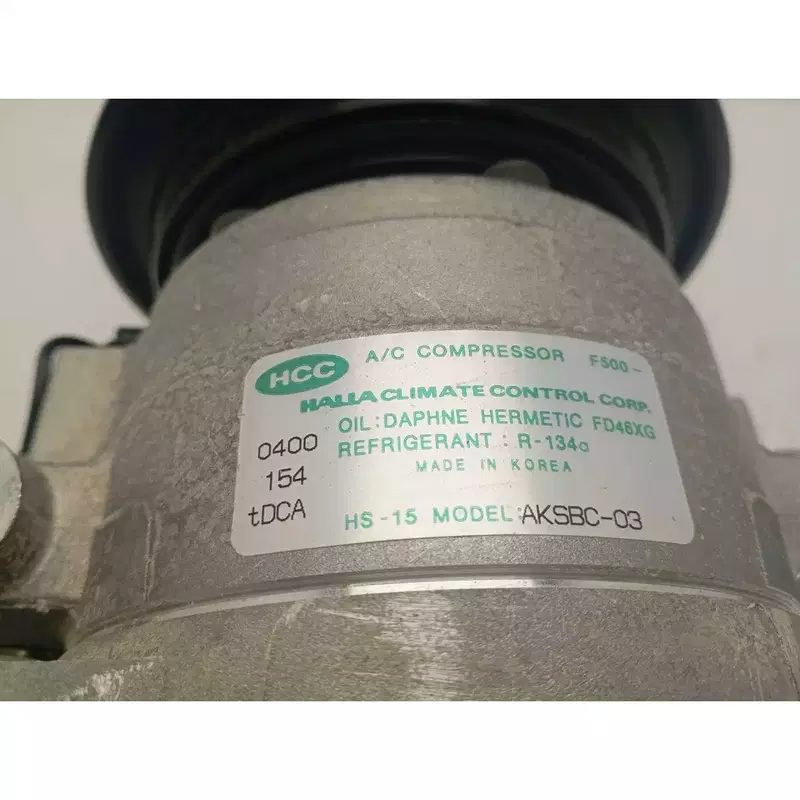 HCC A/C COMPRESSOR F500-
HALLA CLIMATE CONTROL CORP.
OIL:DAPHNE HERMETIC FD46XG
REFRIGERANT : R-134a
MADE IN KOREA
0400
154
tDCA
HS-15 MODEL:AKSBC-03